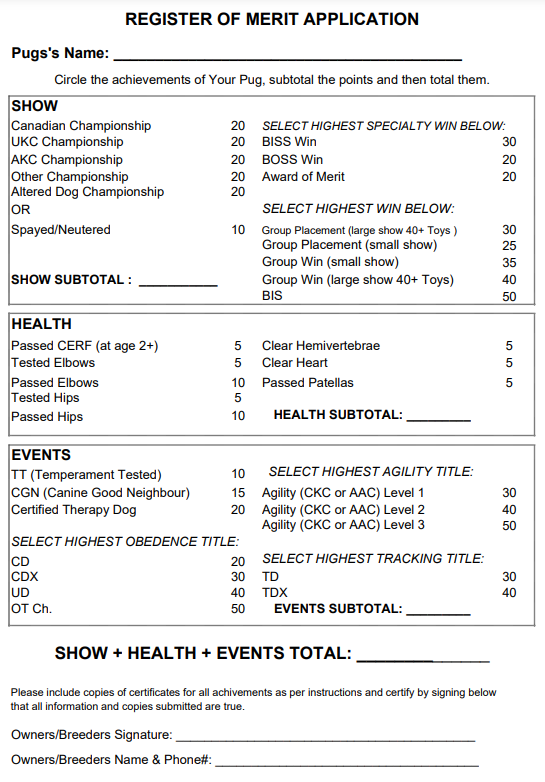 REGISTER OF MERIT APPLICATION
Pugs's Name: ___________________________________________
Circle the achievements of Your Pug, subtotal the points and then total them.
SHOW
Canadian Championship 20 SELECT HIGHEST SPECIALTY WIN BELOW:
UKC Championship 20 BISS Win 30
AKC Championship 20 BOSS Win 20
Other Championship 20 Award of Merit 20
Altered Dog Championship 20
OR SELECT HIGHEST WIN BELOW:
Spayed/Neutered 10 Group Placement (large show 40+ Toys ) 30
Group Placement (small show) 25
Group Win (small show) 35
SHOW SUBTOTAL : ___________ Group Win (large show 40+ Toys) 40
BIS 50
HEALTH
Passed CERF (at age 2+) 5 Clear Hemivertebrae 5
Tested Elbows 5 Clear Heart 5
Passed Elbows 10 Passed Patellas 5
Tested Hips 5
Passed Hips 10 HEALTH SUBTOTAL: _________
EVENTS
TT (Temperament Tested) 10 SELECT HIGHEST AGILITY TITLE:
CGN (Canine Good Neighbour) 15 Agility (CKC or AAC) Level 1 30
Certified Therapy Dog 20 Agility (CKC or AAC) Level 2 40
Agility (CKC or AAC) Level 3 50
SELECT HIGHEST OBEDENCE TITLE:
CD 20 SELECT HIGHEST TRACKING TITLE:
CDX 30 TD 30
UD 40 TDX 40
OT Ch. 50 EVENTS SUBTOTAL: _________
SHOW + HEALTH + EVENTS TOTAL: ________________
Please include copies of certificates for all achivements as per instructions and certify by signing below
that all information and copies submitted are true.
Owners/Breeders Signature: ________________________________________
Owners/Breeders Name & Phone#: ___________________________________